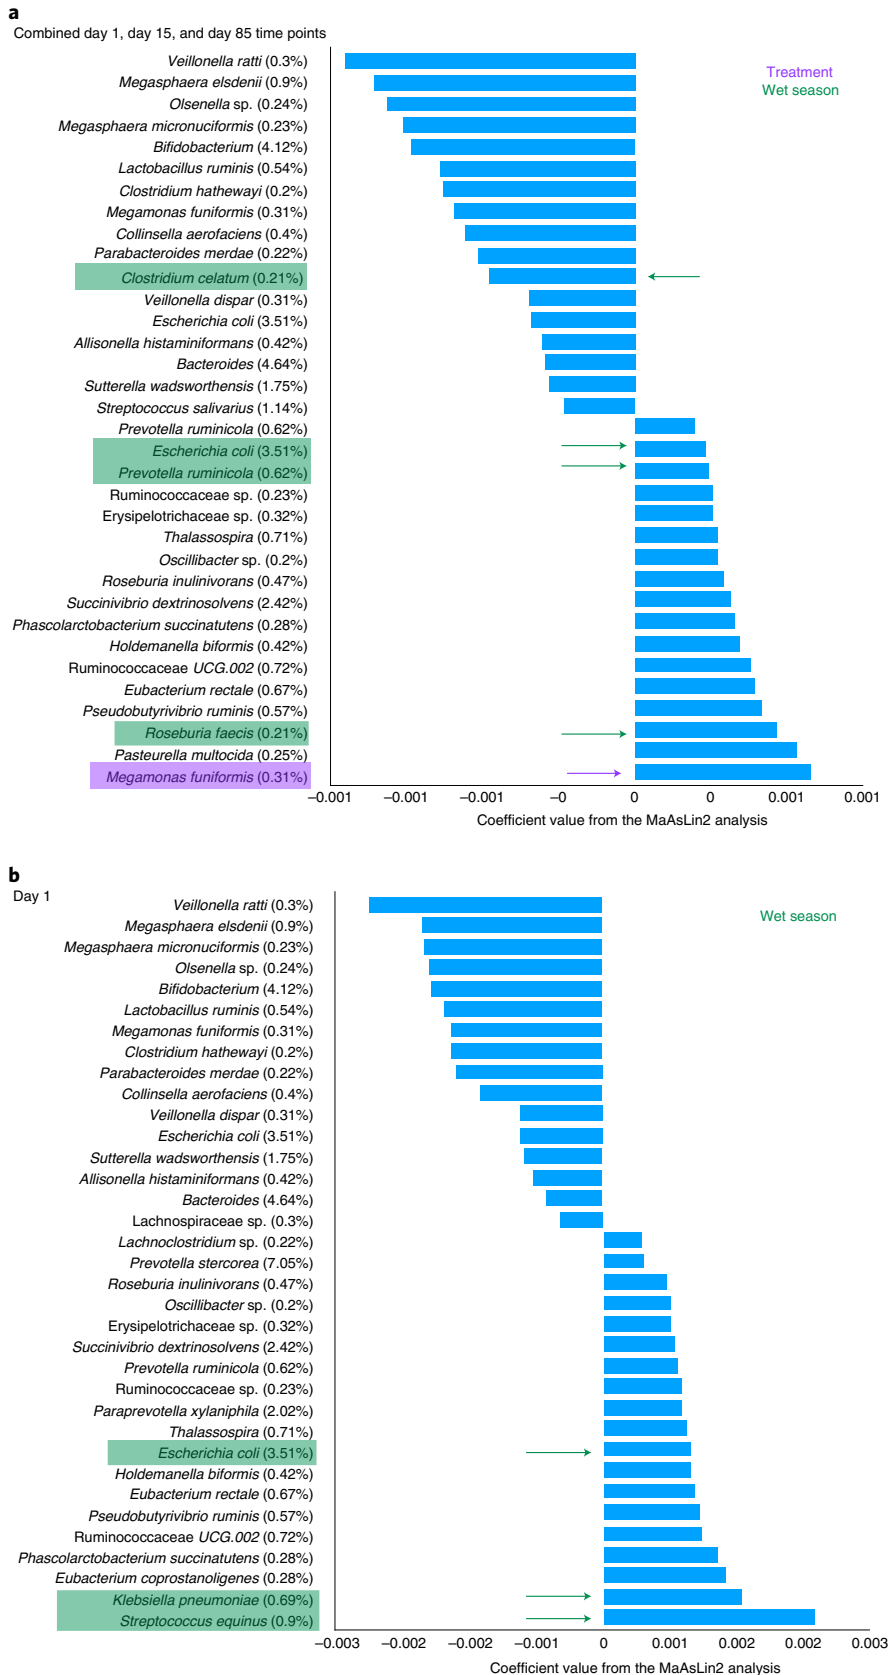 a
Combined day 1, day 15, and day 85 time points
Veillonella ratti (0.3%)
Megasphaera elsdenii (0.9%)
Olsenella sp. (0.24%)
Megasphaera micronuciformis (0.23%)
Bifidobacterium (4.12%)
Lactobacillus ruminis (0.54%)
Clostridium hathewayi (0.2%)
Megamonas funiformis (0.31%)
Collinsella aerofaciens (0.4%)
Parabacteroides merdae (0.22%)
Clostridium celatum (0.21%)
Veillonella dispar (0.31%)
Escherichia coli (3.51%)
Allisonella histaminiformans (0.42%)
Bacteroides (4.64%)
Sutterella wadsworthensis (1.75%)
Streptococcus salivarius (1.14%)
Prevotella ruminicola (0.62%)
Escherichia coli (3.51%)
Prevotella ruminicola (0.62%)
Ruminococcaceae sp. (0.23%)
Erysipelotrichaceae sp. (0.32%)
Thalassospira (0.71%)
Oscillibacter sp. (0.2%)
Roseburia inulinivorans (0.47%)
Succinivibrio dextrinosolvens (2.42%)
Phascolarctobacterium succinatutens (0.28%)
Holdemanella biformis (0.42%)
Ruminococcaceae UCG.002 (0.72%)
Eubacterium rectale (0.67%)
Pseudobutyrivibrio ruminis (0.57%)
Roseburia faecis (0.21%)
Pasteurella multocida (0.25%)
Megamonas funiformis (0.31%)
Treatment
Wet season
–0.001 –0.001 –0.001 –0 0 0 0.001 0.001
Coefficient value from the MaAsLin2 analysis
b
Day 1
Veillonella ratti (0.3%)
Megasphaera elsdenii (0.9%)
Megasphaera micronuciformis (0.23%)
Olsenella sp. (0.24%)
Bifidobacterium (4.12%)
Lactobacillus ruminis (0.54%)
Megamonas funiformis (0.31%)
Clostridium hathewayi (0.2%)
Parabacteroides merdae (0.22%)
Collinsella aerofaciens (0.4%)
Veillonella dispar (0.31%)
Escherichia coli (3.51%)
Sutterella wadsworthensis (1.75%)
Allisonella histaminiformans (0.42%)
Bacteroides (4.64%)
Lachnospiraceae sp. (0.3%)
Lachnoclostridium sp. (0.22%)
Prevotella stercorea (7.05%)
Roseburia inulinivorans (0.47%)
Oscillibacter sp. (0.2%)
Erysipelotrichaceae sp. (0.32%)
Succinivibrio dextrinosolvens (2.42%)
Prevotella ruminicola (0.62%)
Ruminococcaceae sp. (0.23%)
Paraprevotella xylaniphila (2.02%)
Thalassospira (0.71%)
Escherichia coli (3.51%)
Holdemanella biformis (0.42%)
Eubacterium rectale (0.67%)
Pseudobutyrivibrio ruminis (0.57%)
Ruminococcaceae UCG.002 (0.72%)
Phascolarctobacterium succinatutens (0.28%)
Eubacterium coprostanoligenes (0.28%)
Klebsiella pneumoniae (0.69%)
Streptococcus equinus (0.9%)
Wet season
–0.003 –0.002 –0.002 –0.001 0 0.001 0.002 0.002 0.003
Coefficient value from the MaAsLin2 analysis